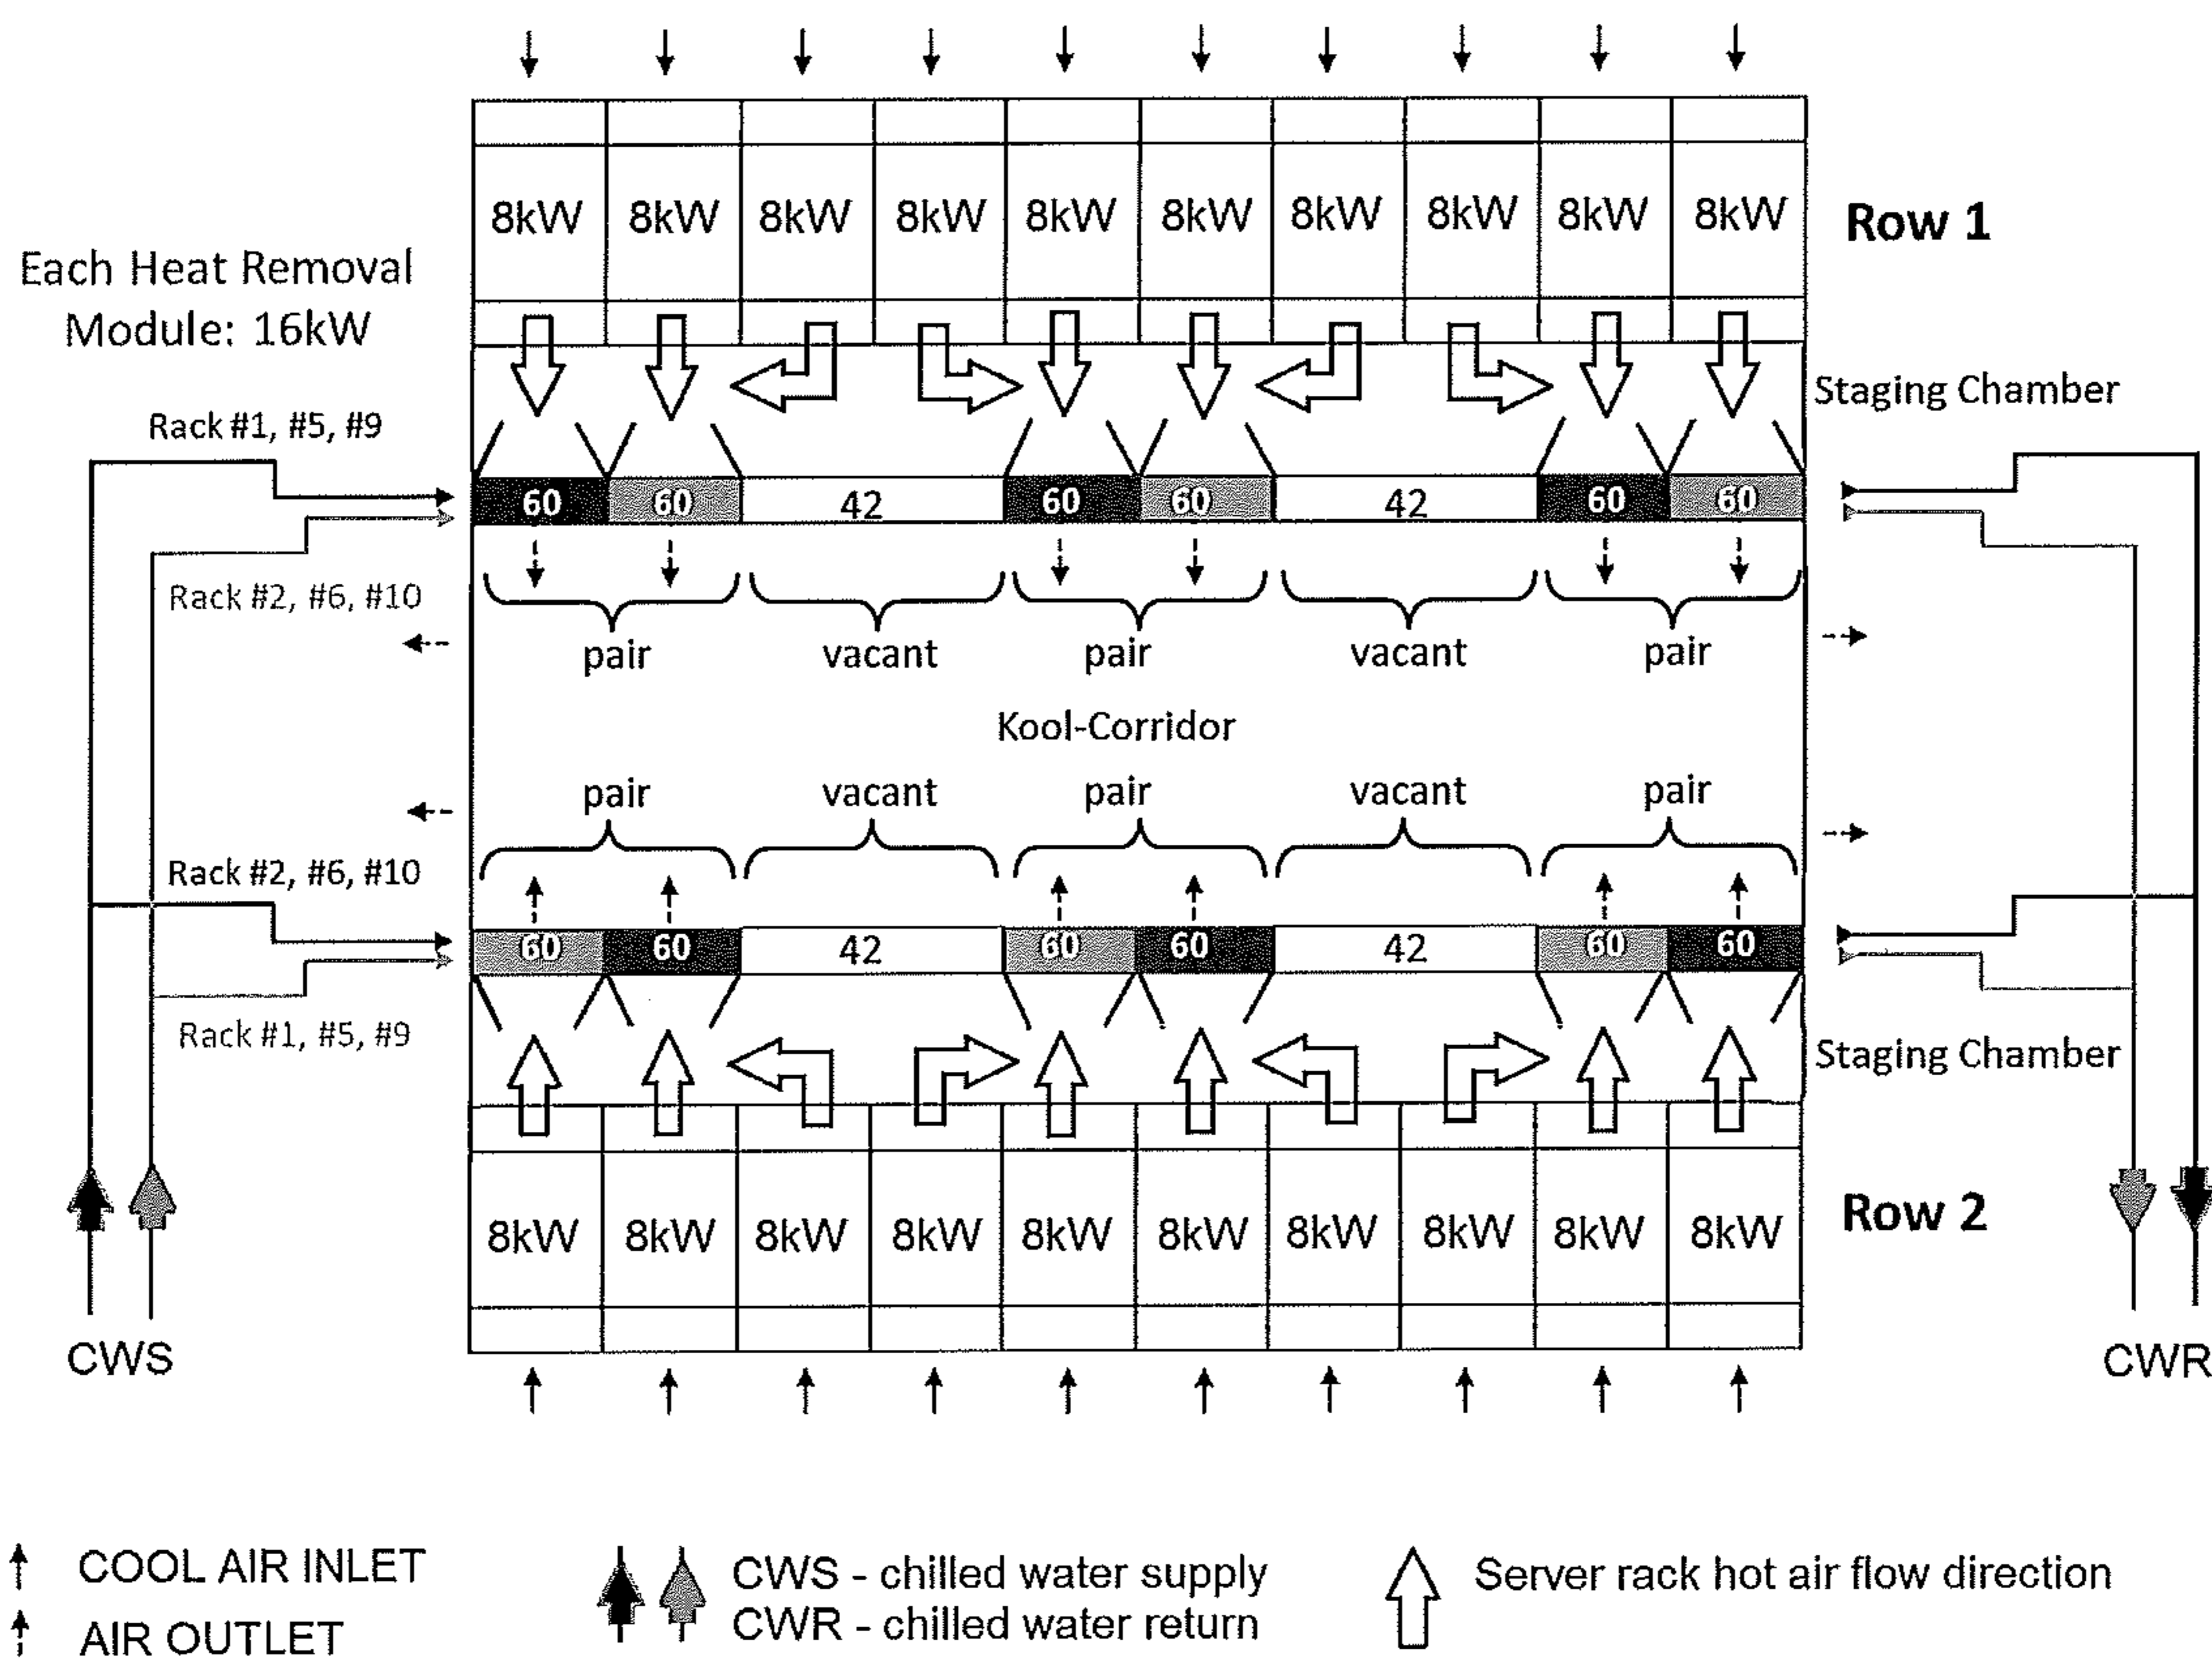 8kW 8kW 8kW 8kW 8kW 8kW 8kW 8kW 8kW 8kW
Row 1
Each Heat Removal
Module: 16kW
Staging Chamber
Rack #1, #5, #9
60 60 42 60 60 42 60 60
Rack #2, #6, #10
pair vacant pair vacant pair
Kool-Corridor
pair vacant pair vacant pair
Rack #2, #6, #10
60 60 42 60 60 42 60 60
Rack #1, #5, #9
Staging Chamber
8kW 8kW 8kW 8kW 8kW 8kW 8kW 8kW 8kW 8kW
Row 2
CWS
CWR
COOL AIR INLET
AIR OUTLET
CWS - chilled water supply
CWR - chilled water return
Server rack hot air flow direction